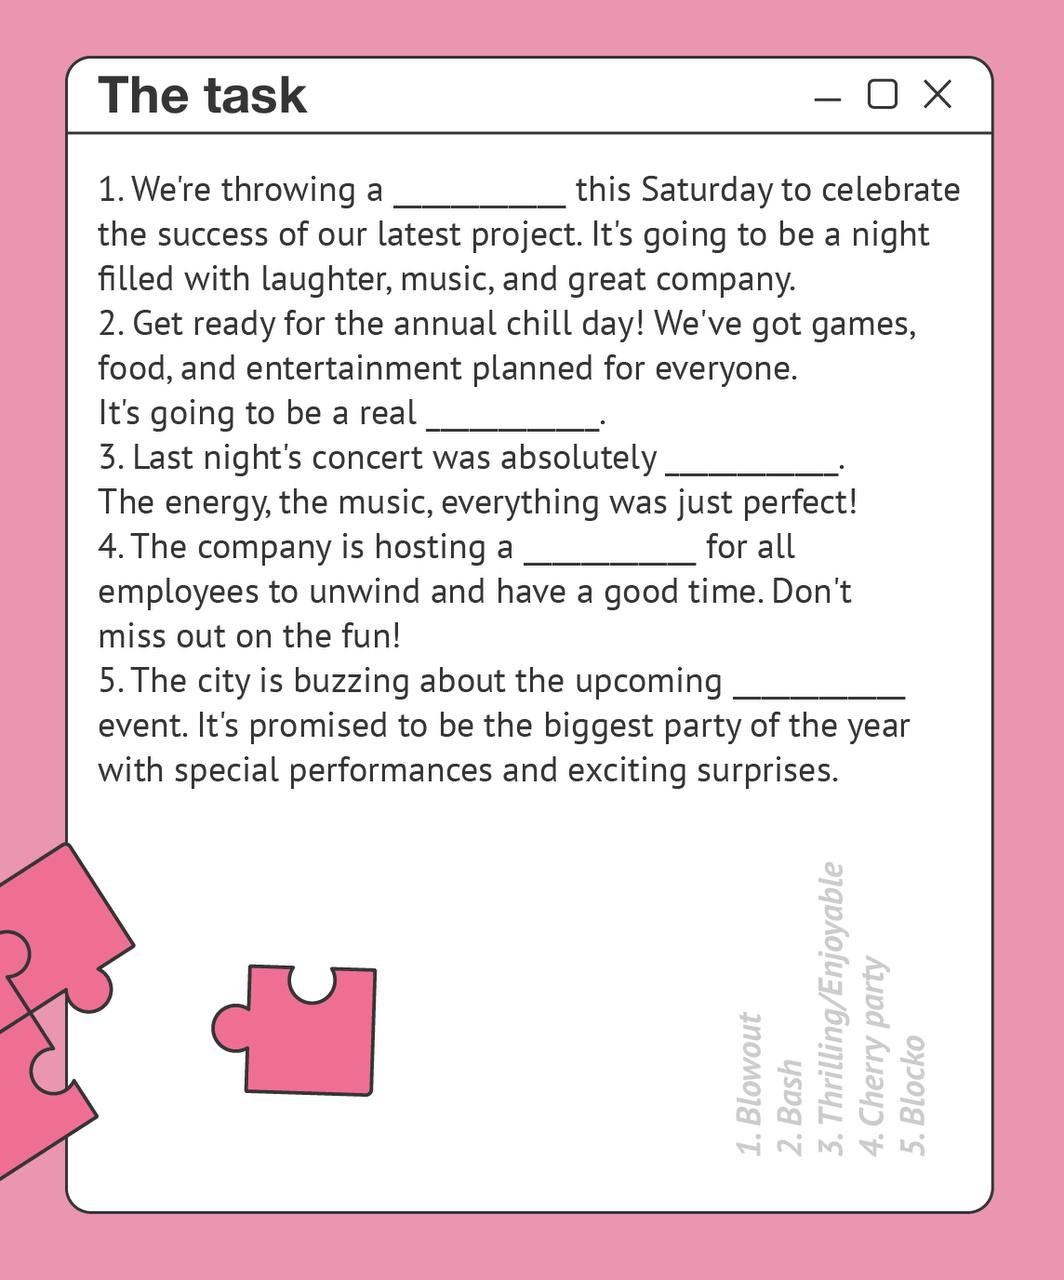 The task
1. We're throwing a __________ this Saturday to celebrate
the success of our latest project. It's going to be a night
filled with laughter, music, and great company.
2. Get ready for the annual chill day! We've got games,
food, and entertainment planned for everyone.
It's going to be a real __________.
3. Last night's concert was absolutely __________.
The energy, the music, everything was just perfect!
4. The company is hosting a __________ for all
employees to unwind and have a good time. Don't
miss out on the fun!
5. The city is buzzing about the upcoming __________
event. It's promised to be the biggest party of the year
with special performances and exciting surprises.
1. Blowout
2. Bash
3. Thrilling/Enjoyable
4. Cherry party
5. Blocko